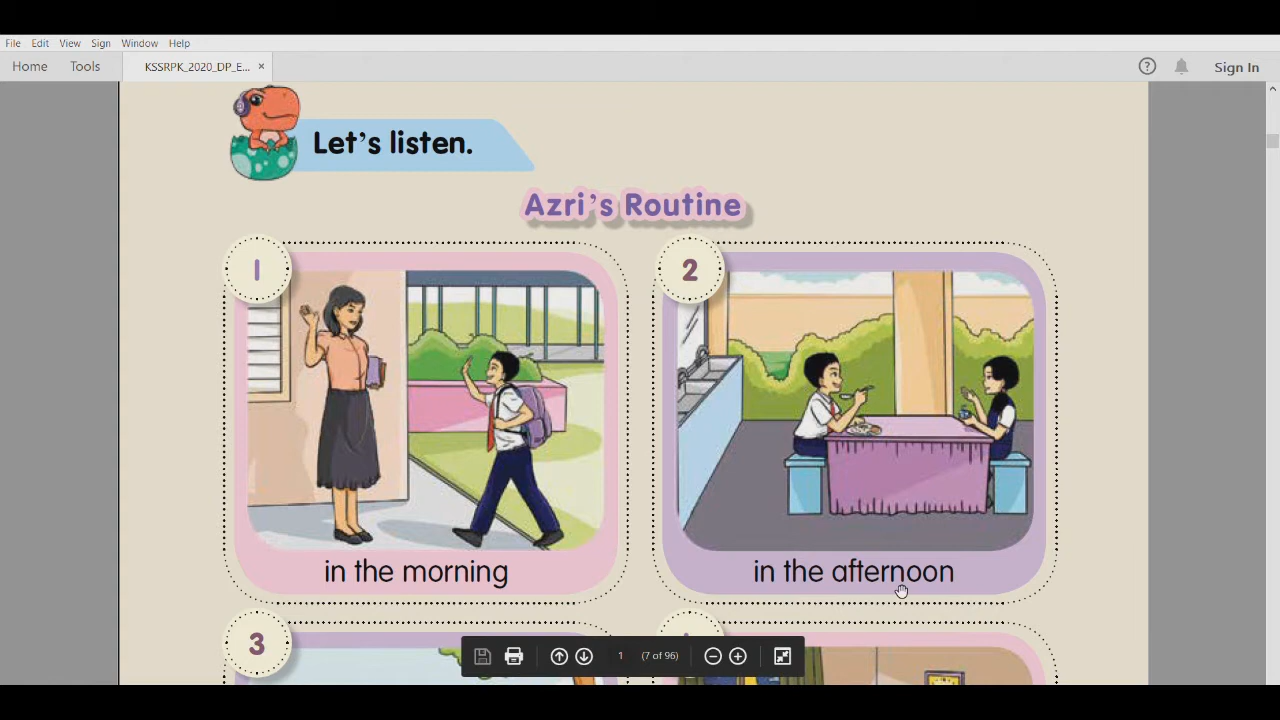 File Edit View Sign Window Help
Home Tools KSSRPK_2020_DP_E... × ? Sign In
Let's listen.
Azri's Routine
1
2
in the morning
in the afternoon
3
1 (7 of 96)